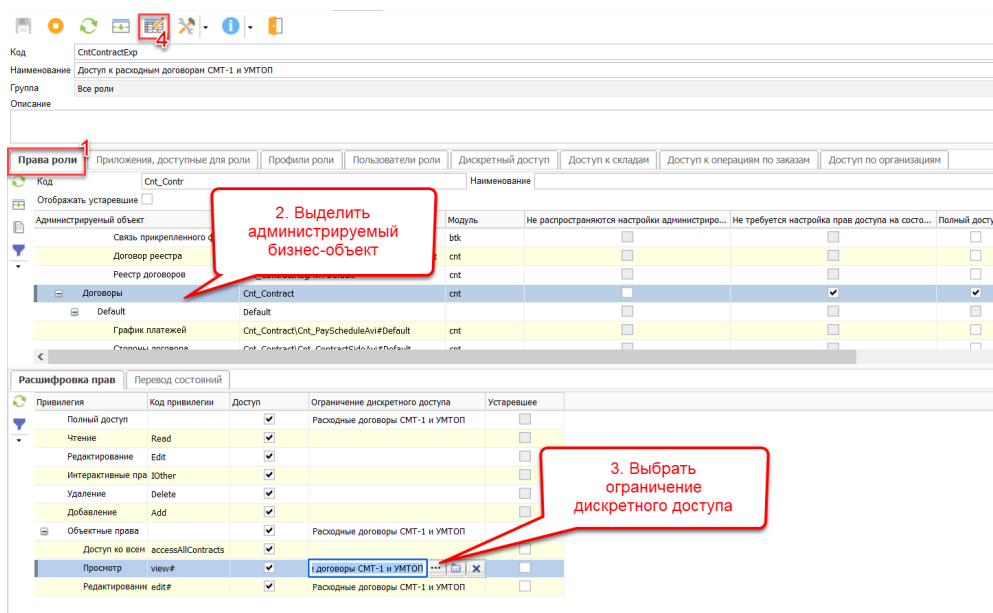 4
Код CntContractExp
Наименование Доступ к расходным договорам СМТ-1 и УМТОП
Группа Все роли
Описание
1
Права роли Приложения, доступные для роли Профили роли Пользователи роли Дискретный доступ Доступ к складам Доступ к операциям по заказам Доступ по организациям
Код Cnt_Contr Наименование
Отображать устаревшие
2. Выделить
администрируемый
бизнес-объект
Администрируемый объект Модуль Не распространяются настройки администриро... Не требуется настройка прав доступа на состо... Полный досту
Связь прикрепленного btk
Договор реестра cnt
Реестр договоров cnt
Договоры Cnt_Contract cnt
Default Default
График платежей Cnt_Contract\Cnt_PayScheduleAvi#Default cnt
Стороны договора Cnt_Contract\Cnt_ContractSideAvi#Default cnt
Расшифровка прав Перевод состояний
Привилегия Код привилегии Доступ Ограничение дискретного доступа Устаревшее
Полный доступ Расходные договоры СМТ-1 и УМТОП
Чтение Read
Редактирование Edit
Интерактивные пра IOther
Удаление Delete
Добавление Add
3. Выбрать
ограничение
дискретного доступа
Объектные права Расходные договоры СМТ-1 и УМТОП
Доступ ко всем accessAllContracts
Просмотр view# договоры СМТ-1 и УМТОП ...
Редактирование edit# Расходные договоры СМТ-1 и УМТОП